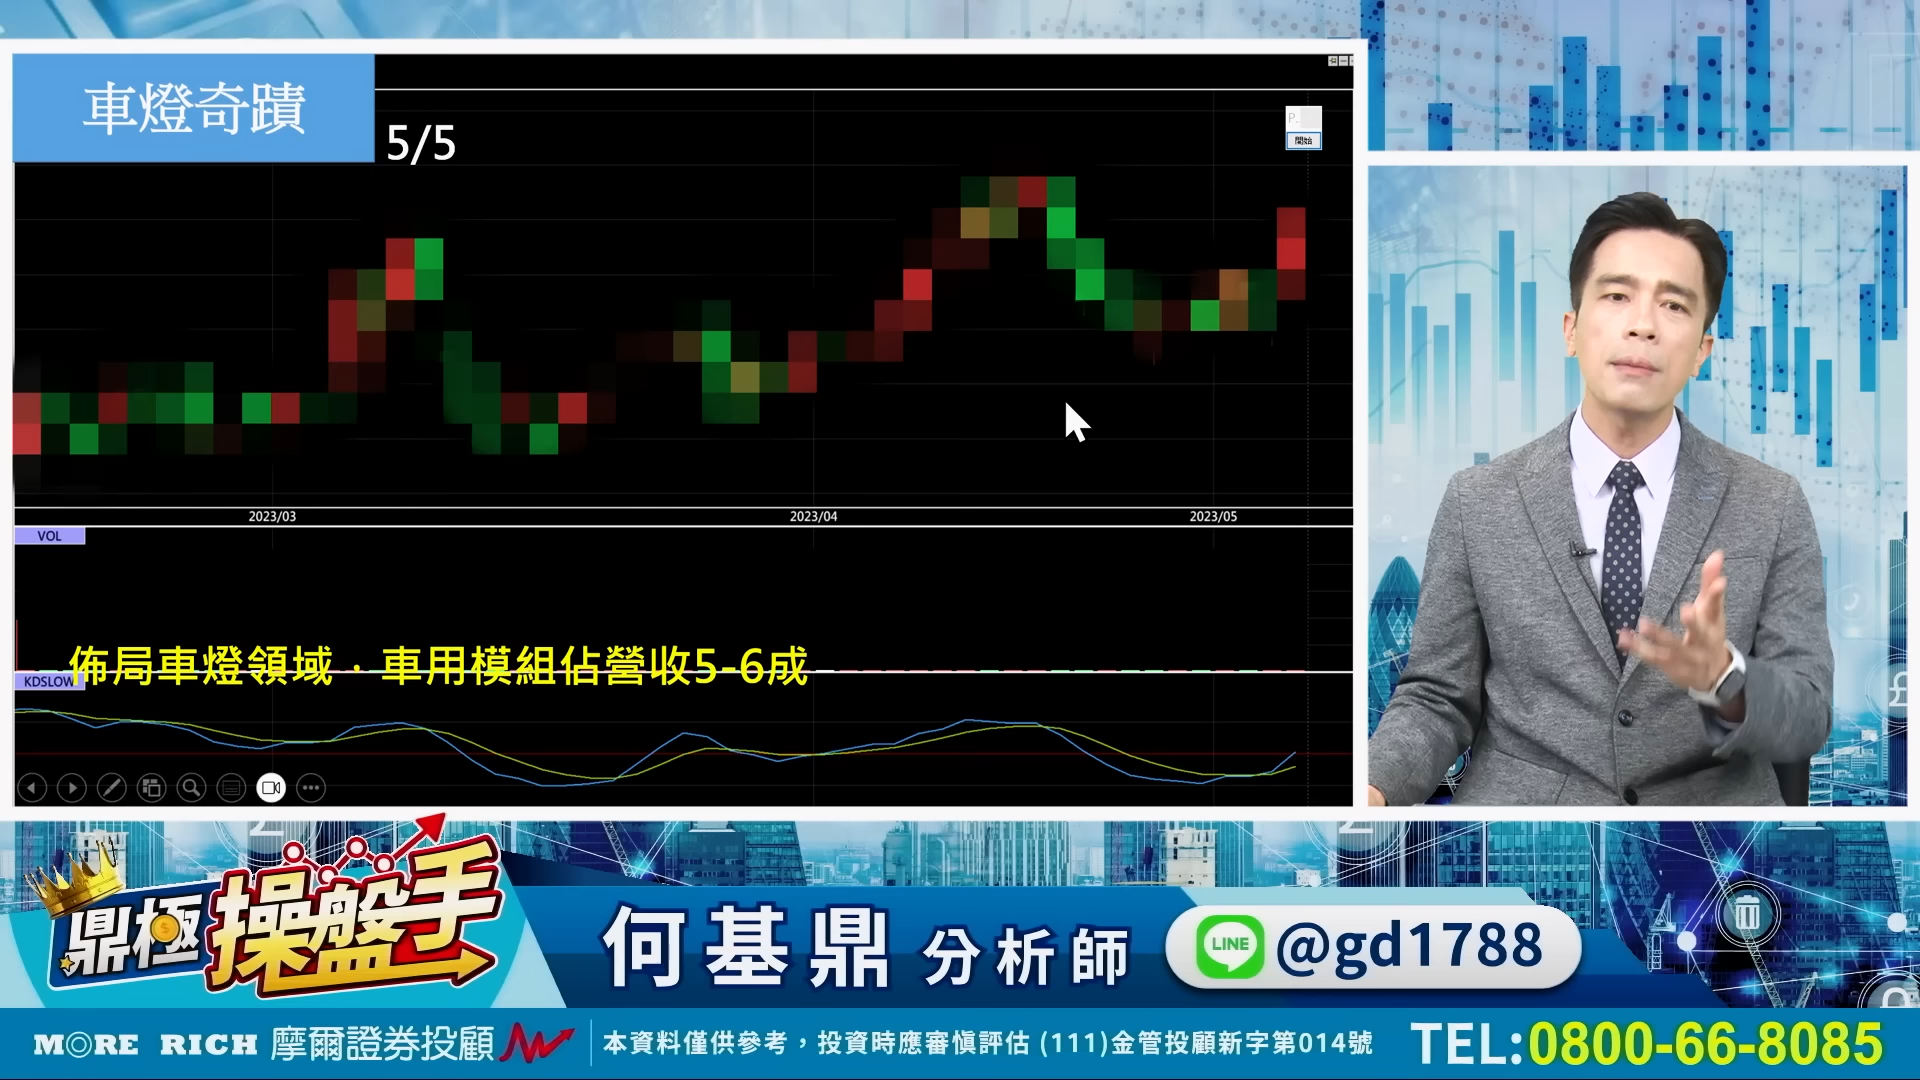 車燈奇蹟
5/5
P..
開始
2023/03
2023/04
2023/05
VOL
佈局車燈領域．車用模組佔營收5-6成
KDSLOW
鼎極操盤手
何基鼎 分析師
LINE @gd1788
MORE RICH 摩爾證券投顧
本資料僅供參考，投資時應審慎評估 (111)金管投顧新字第014號
TEL:0800-66-8085